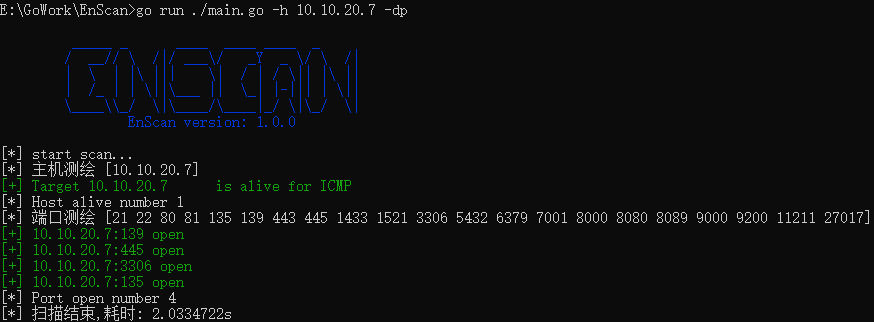 E:\GoWork\EnScan>go run ./main.go -h 10.10.20.7 -dp
ENSCAN
EnScan version: 1.0.0
[*] start scan...
[*] 主机测绘 [10.10.20.7]
[+] Target 10.10.20.7 is alive for ICMP
[*] Host alive number 1
[*] 端口测绘 [21 22 80 81 135 139 443 445 1433 1521 3306 5432 6379 7001 8000 8080 8089 9000 9200 11211 27017]
[+] 10.10.20.7:139 open
[+] 10.10.20.7:445 open
[+] 10.10.20.7:3306 open
[+] 10.10.20.7:135 open
[*] Port open number 4
[*] 扫描结束,耗时: 2.0334722s